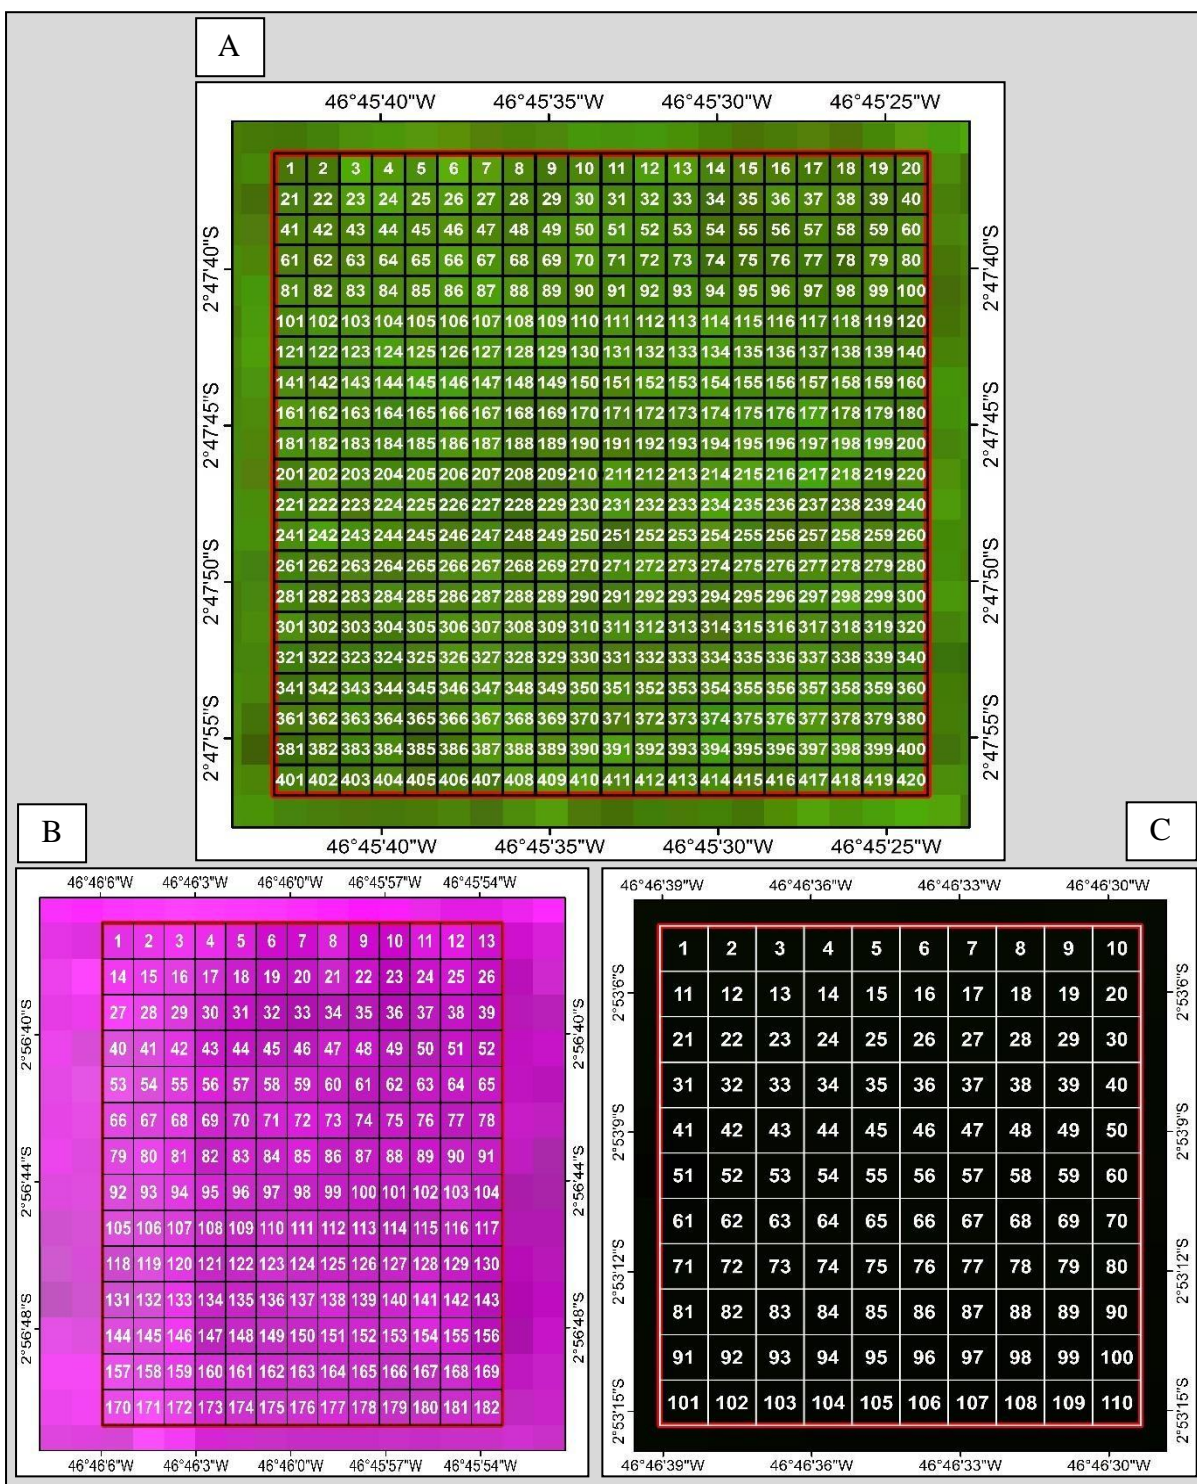 A
46°45'40"W 46°45'35"W 46°45'30"W 46°45'25"W
1 2 3 4 5 6 7 8 9 10 11 12 13 14 15 16 17 18 19 20
21 22 23 24 25 26 27 28 29 30 31 32 33 34 35 36 37 38 39 40
41 42 43 44 45 46 47 48 49 50 51 52 53 54 55 56 57 58 59 60
2°47'40"S 61 62 63 64 65 66 67 68 69 70 71 72 73 74 75 76 77 78 79 80 2°47'40"S
81 82 83 84 85 86 87 88 89 90 91 92 93 94 95 96 97 98 99 100
101 102 103 104 105 106 107 108 109 110 111 112 113 114 115 116 117 118 119 120
121 122 123 124 125 126 127 128 129 130 131 132 133 134 135 136 137 138 139 140
141 142 143 144 145 146 147 148 149 150 151 152 153 154 155 156 157 158 159 160
2°47'45"S 161 162 163 164 165 166 167 168 169 170 171 172 173 174 175 176 177 178 179 180 2°47'45"S
181 182 183 184 185 186 187 188 189 190 191 192 193 194 195 196 197 198 199 200
201 202 203 204 205 206 207 208 209 210 211 212 213 214 215 216 217 218 219 220
221 222 223 224 225 226 227 228 229 230 231 232 233 234 235 236 237 238 239 240
241 242 243 244 245 246 247 248 249 250 251 252 253 254 255 256 257 258 259 260
2°47'50"S 261 262 263 264 265 266 267 268 269 270 271 272 273 274 275 276 277 278 279 280 2°47'50"S
281 282 283 284 285 286 287 288 289 290 291 292 293 294 295 296 297 298 299 300
301 302 303 304 305 306 307 308 309 310 311 312 313 314 315 316 317 318 319 320
321 322 323 324 325 326 327 328 329 330 331 332 333 334 335 336 337 338 339 340
341 342 343 344 345 346 347 348 349 350 351 352 353 354 355 356 357 358 359 360
2°47'55"S 361 362 363 364 365 366 367 368 369 370 371 372 373 374 375 376 377 378 379 380 2°47'55"S
381 382 383 384 385 386 387 388 389 390 391 392 393 394 395 396 397 398 399 400
401 402 403 404 405 406 407 408 409 410 411 412 413 414 415 416 417 418 419 420
46°45'40"W 46°45'35"W 46°45'30"W 46°45'25"W
B
46°46'6"W 46°46'3"W 46°46'0"W 46°45'57"W 46°45'54"W
1 2 3 4 5 6 7 8 9 10 11 12 13
14 15 16 17 18 19 20 21 22 23 24 25 26
27 28 29 30 31 32 33 34 35 36 37 38 39
2°56'40"S 40 41 42 43 44 45 46 47 48 49 50 51 52 2°56'40"S
53 54 55 56 57 58 59 60 61 62 63 64 65
66 67 68 69 70 71 72 73 74 75 76 77 78
79 80 81 82 83 84 85 86 87 88 89 90 91
2°56'44"S 92 93 94 95 96 97 98 99 100 101 102 103 104 2°56'44"S
105 106 107 108 109 110 111 112 113 114 115 116 117
118 119 120 121 122 123 124 125 126 127 128 129 130
131 132 133 134 135 136 137 138 139 140 141 142 143
2°56'48"S 144 145 146 147 148 149 150 151 152 153 154 155 156 2°56'48"S
157 158 159 160 161 162 163 164 165 166 167 168 169
170 171 172 173 174 175 176 177 178 179 180 181 182
46°46'6"W 46°46'3"W 46°46'0"W 46°45'57"W 46°45'54"W
C
46°46'39"W 46°46'36"W 46°46'33"W 46°46'30"W
1 2 3 4 5 6 7 8 9 10
2°53'6"S 11 12 13 14 15 16 17 18 19 20 2°53'6"S
21 22 23 24 25 26 27 28 29 30
31 32 33 34 35 36 37 38 39 40
2°53'9"S 41 42 43 44 45 46 47 48 49 50 2°53'9"S
51 52 53 54 55 56 57 58 59 60
61 62 63 64 65 66 67 68 69 70
2°53'12"S 71 72 73 74 75 76 77 78 79 80 2°53'12"S
81 82 83 84 85 86 87 88 89 90
91 92 93 94 95 96 97 98 99 100
2°53'15"S 101 102 103 104 105 106 107 108 109 110 2°53'15"S
46°46'39"W 46°46'36"W 46°46'33"W 46°46'30"W